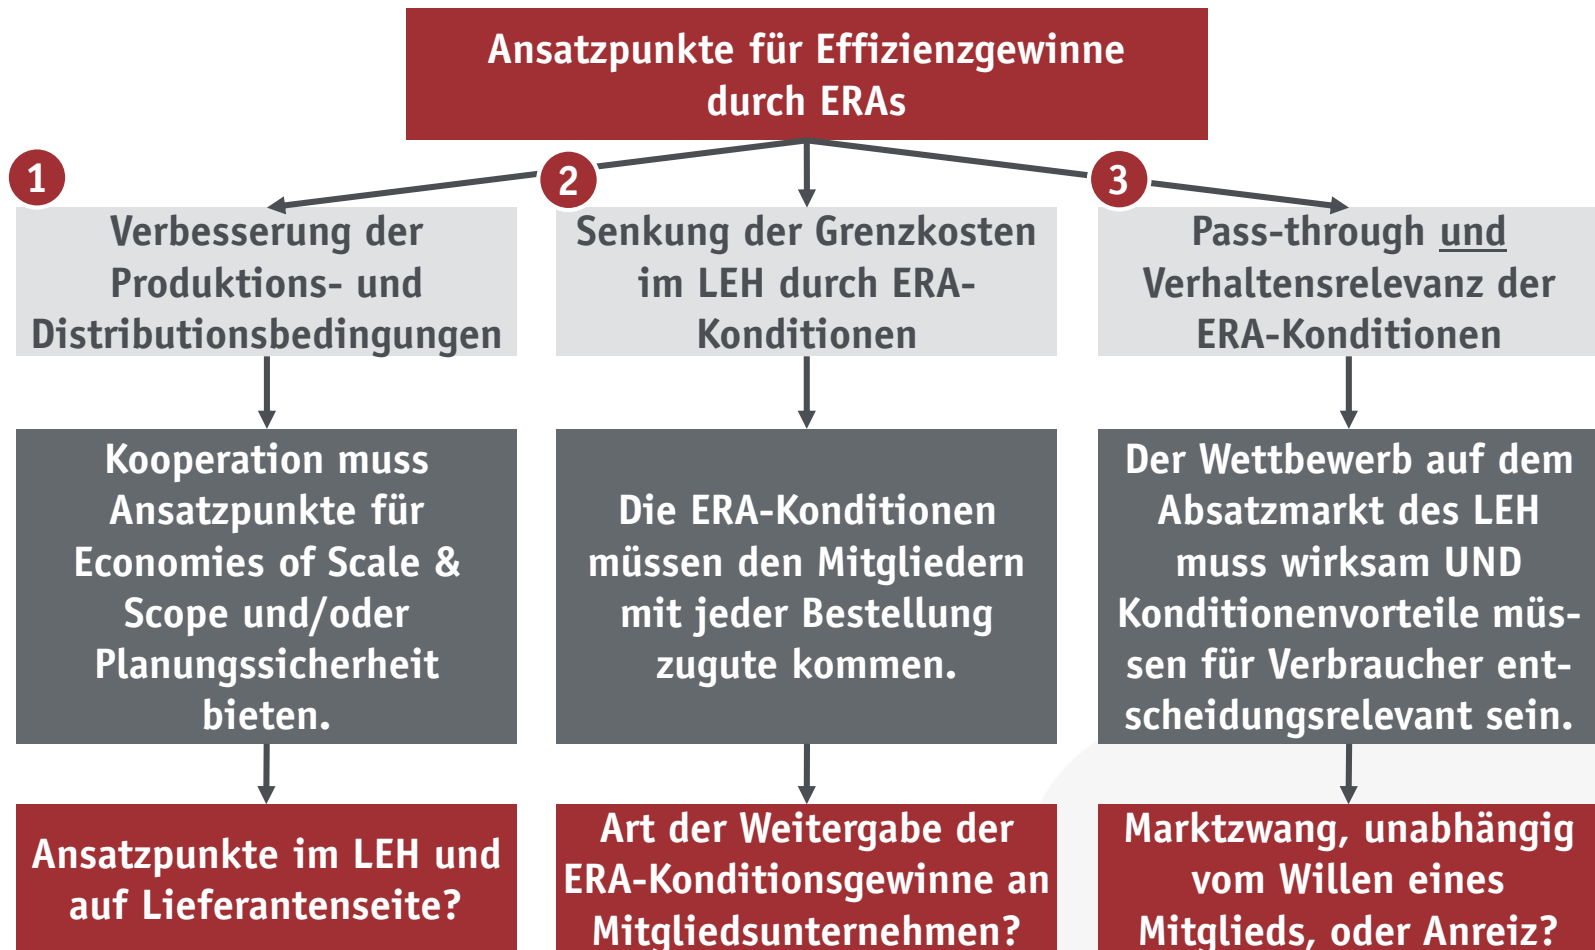 Ansatzpunkte für Effizienzgewinne
durch ERAs
1
Verbesserung der
Produktions- und
Distributionsbedingungen
Kooperation muss
Ansatzpunkte für
Economies of Scale &
Scope und/oder
Planungssicherheit
bieten.
Ansatzpunkte im LEH und
auf Lieferantenseite?
2
Senkung der Grenzkosten
im LEH durch ERA-
Konditionen
Die ERA-Konditionen
müssen den Mitgliedern
mit jeder Bestellung
zugute kommen.
Art der Weitergabe der
ERA-Konditionsgewinne an
Mitgliedsunternehmen?
3
Pass-through und
Verhaltensrelevanz der
ERA-Konditionen
Der Wettbewerb auf dem
Absatzmarkt des LEH
muss wirksam UND
Konditionenvorteile müs-
sen für Verbraucher ent-
scheidungsrelevant sein.
Marktzwang, unabhängig
vom Willen eines
Mitglieds, oder Anreiz?